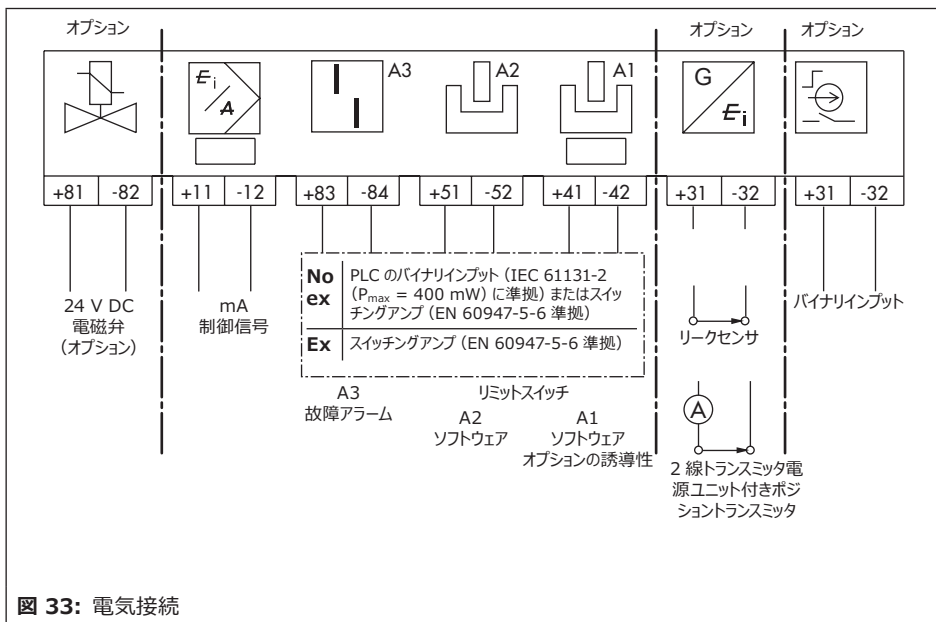 オプション
オプション
オプション
Ei
A
A3
A2
A1
G
Ei
+81 -82 +11 -12 +83 -84 +51 -52 +41 -42 +31 -32 +31 -32
24 V DC
電磁弁
（オプション）
mA
制御信号
No
ex
PLC のバイナリインプット（IEC 61131-2
（Pmax = 400 mW）に準拠）またはスイッ
チングアンプ（EN 60947-5-6 準拠）
Ex
スイッチングアンプ（EN 60947-5-6 準拠）
A3
故障アラーム
リミットスイッチ
A2
ソフトウェア
A1
ソフトウェア
オプションの誘導性
リークセンサ
A
2 線トランスミッタ電
源ユニット付きポジ
ショントランスミッタ
バイナリインプット
図 33: 電気接続